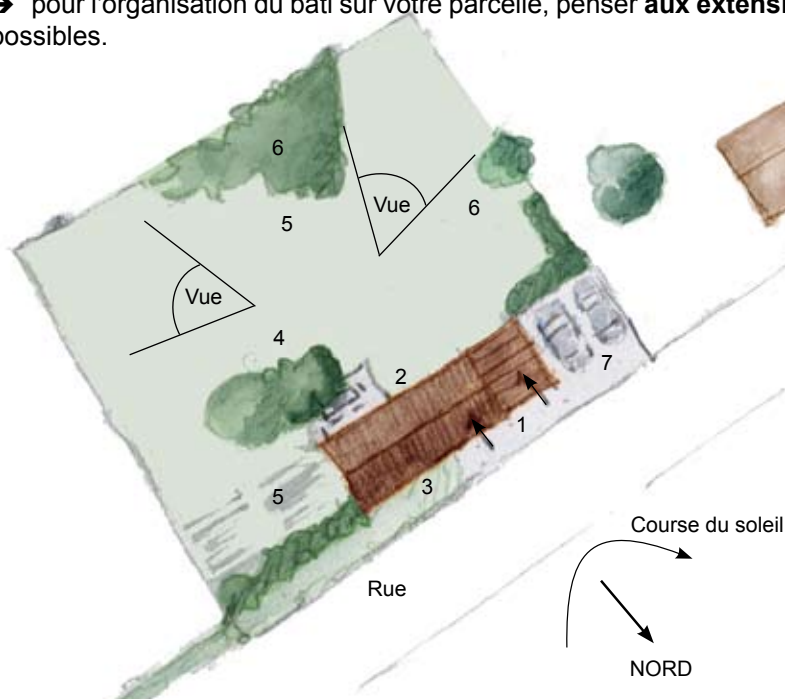 ➔ pour l'organisation du bâti sur votre parcelle, penser aux extensi
possibles.
6
Vue
6
5
Vue
4
2
7
1
5
3
Course du soleil
Rue
NORD